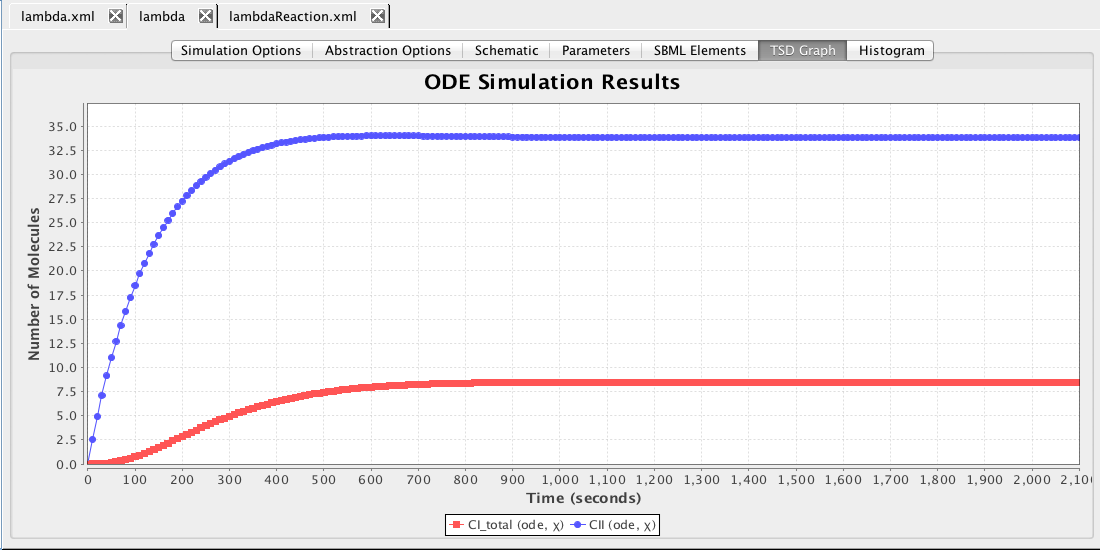 lambda.xml lambda lambdaReaction.xml
Simulation Options Abstraction Options Schematic Parameters SBML Elements TSD Graph Histogram
ODE Simulation Results
Number of Molecules
35.0
32.5
30.0
27.5
25.0
22.5
20.0
17.5
15.0
12.5
10.0
7.5
5.0
2.5
0.0
0 100 200 300 400 500 600 700 800 900 1,000 1,100 1,200 1,300 1,400 1,500 1,600 1,700 1,800 1,900 2,000 2,10
Time (seconds)
CI_total (ode, χ) CII (ode, χ)